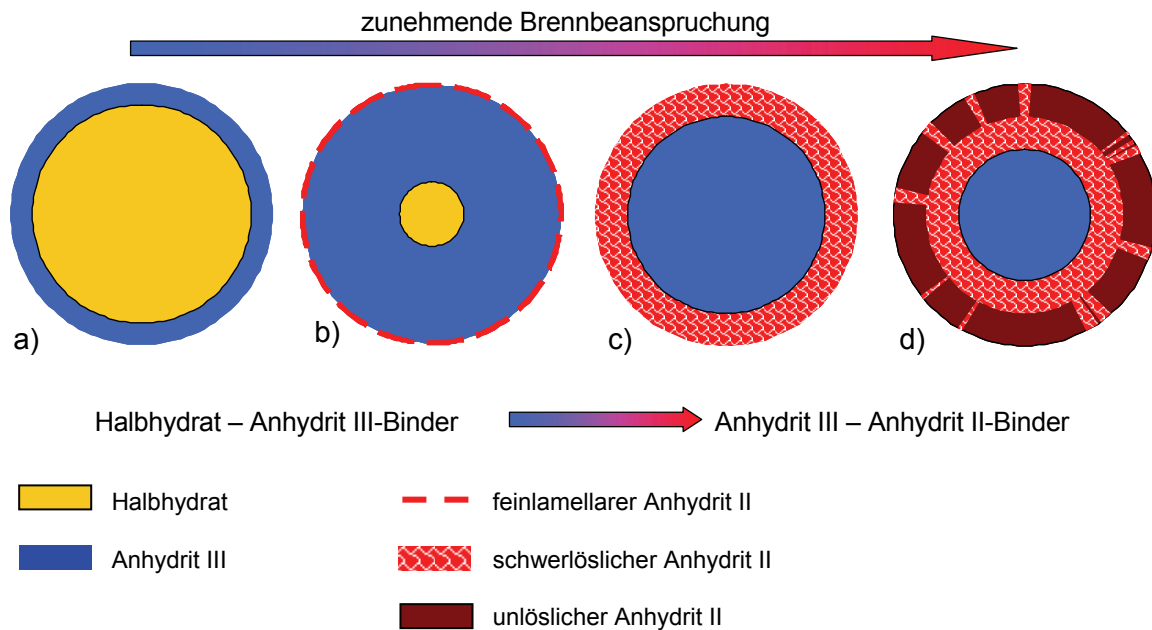 zunehmende Brennbeanspruchung
a)
b)
c)
d)
Halbhydrat – Anhydrit III-Binder
Anhydrit III – Anhydrit II-Binder
Halbhydrat
feinlamellarer Anhydrit II
Anhydrit III
schwerlöslicher Anhydrit II
unlöslicher Anhydrit II